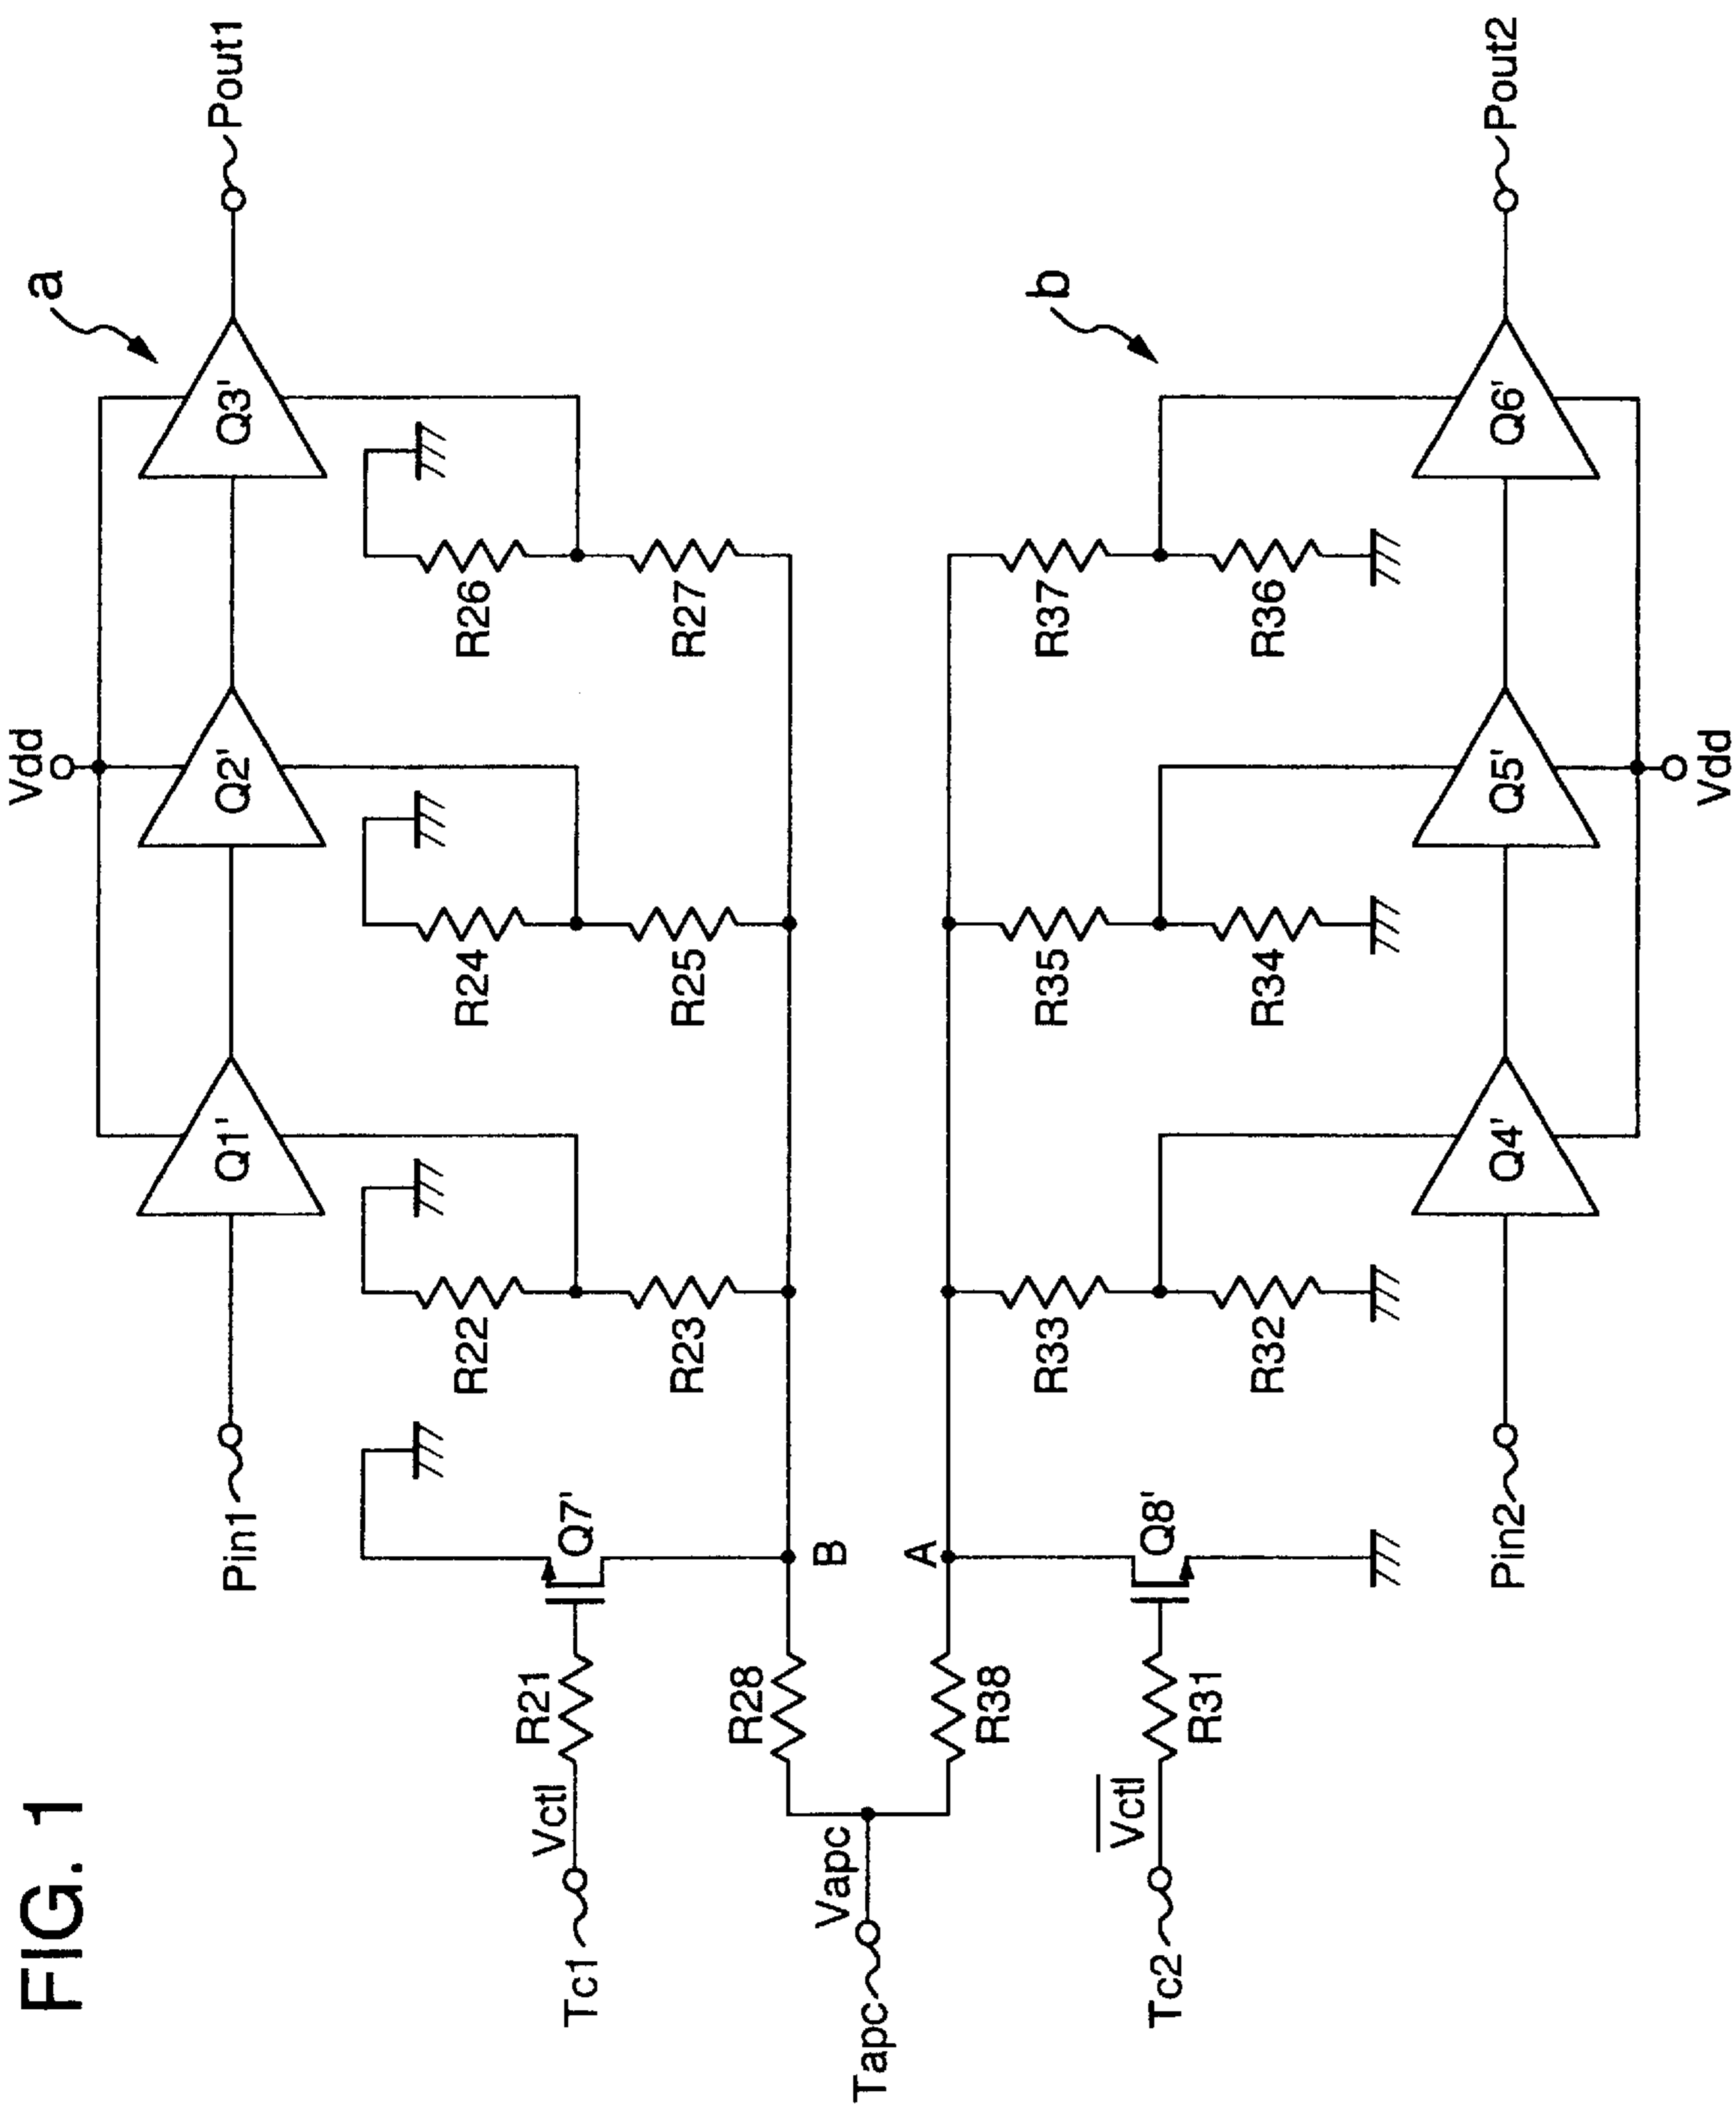 FIG. 1
Vdd
a
Pin1
Q1'
Q2'
Q3'
Pout1
R22
R24
R26
Q7'
Tc1
Vctl
R21
R23
R25
R27
B
R28
Tapc
Vapc
A
R38
R33
R35
R37
b
Q8'
Tc2
Vctl
R31
R32
R34
R36
Pin2
Q4'
Q5'
Q6'
Pout2
Vdd